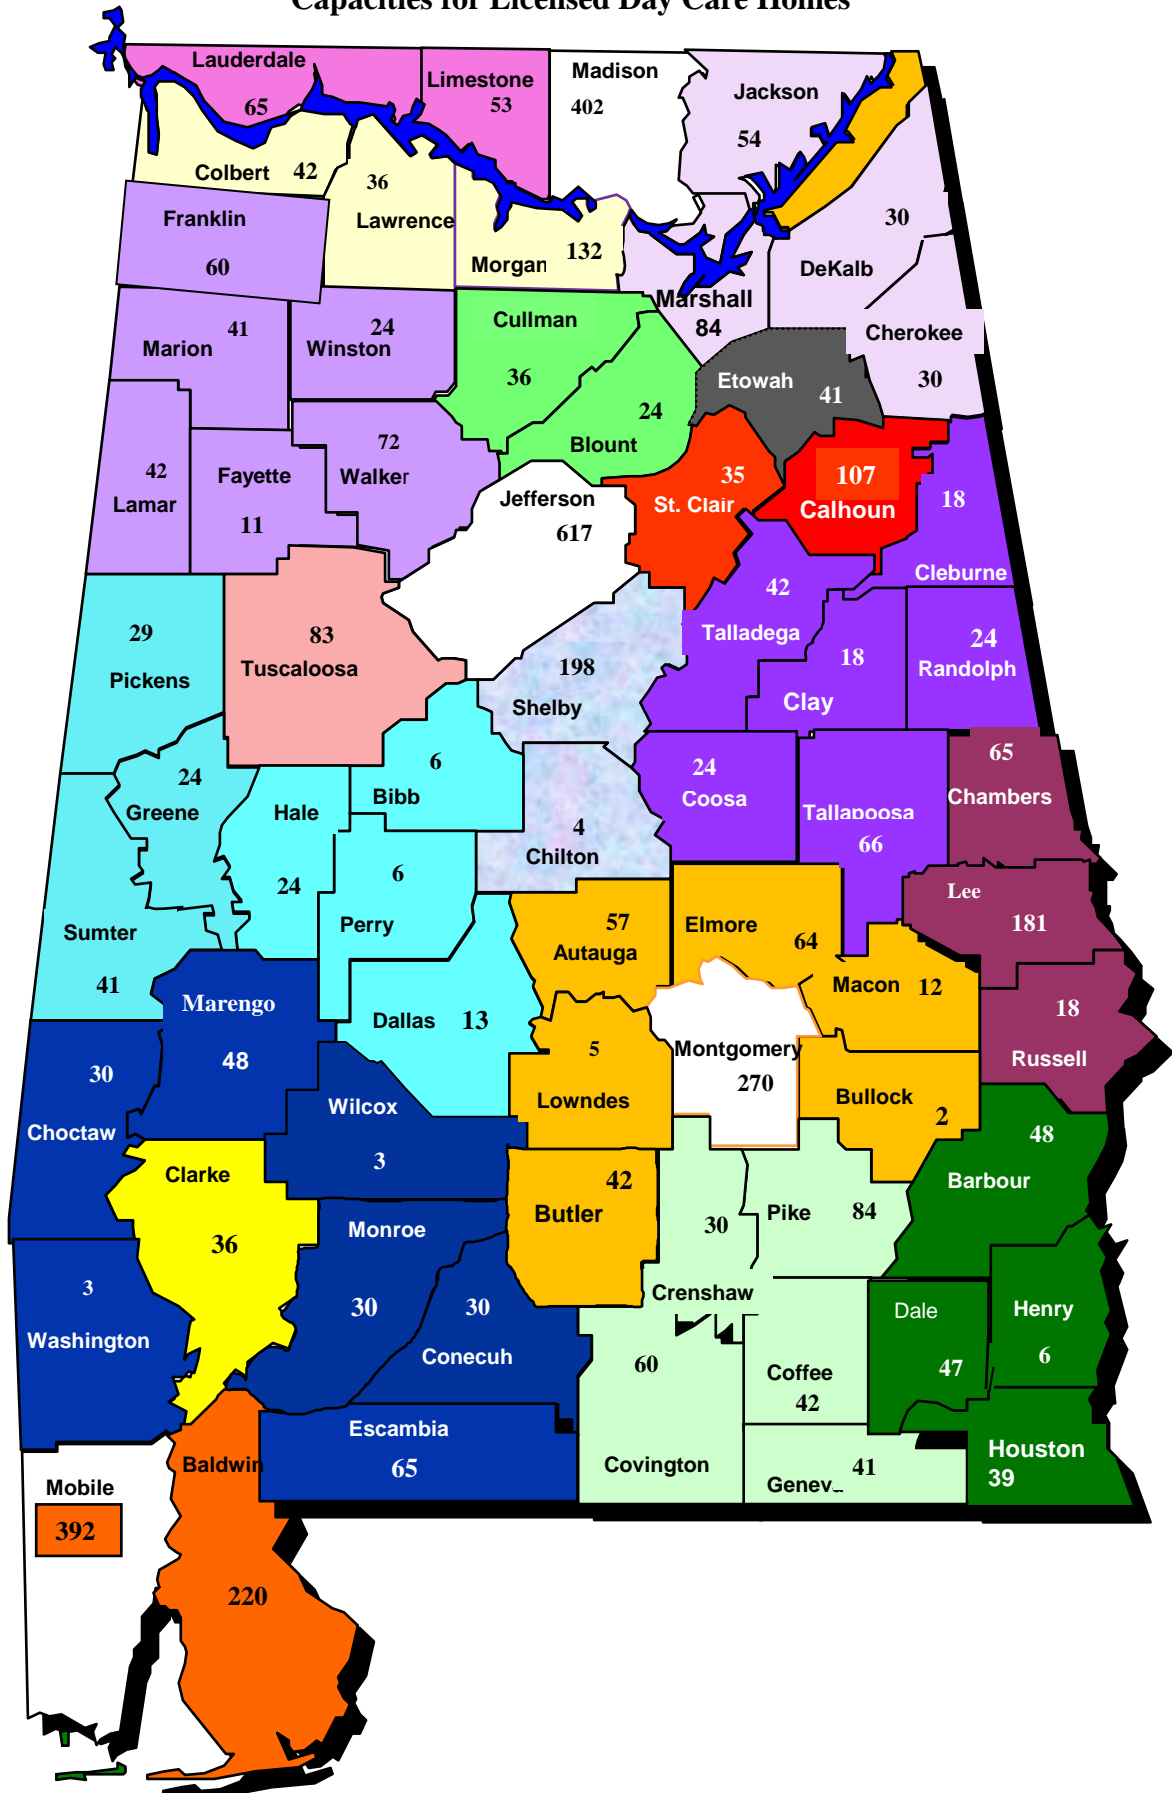 Capacities for Licensed Day Care Homes
Lauderdale
65
Limestone
53
Madison
402
Jackson
54
Colbert 42
36
Lawrence
Franklin
60
Morgan 132
30
DeKalb
Marshall
84
Cherokee
30
Marion 41
24
Winston
Cullman
36
24
Blount
Etowah 41
42
Lamar
Fayette
11
72
Walker
Jefferson
617
35
St. Clair
107
Calhoun
18
Cleburne
29
Pickens
83
Tuscaloosa
198
Shelby
42
Talladega
18
Clay
24
Randolph
24
Greene
Hale
24
6
Bibb
4
Chilton
24
Coosa
Tallapoosa
66
65
Chambers
Sumter
41
6
Perry
57
Autauga
Elmore
64
Lee
181
Marengo
48
Dallas 13
5
Lowndes
Montgomery
270
Macon 12
18
Russell
30
Choctaw
Wilcox
3
Bullock
2
48
Barbour
Clarke
36
Monroe
30
42
Butler
30
Crenshaw
Pike 84
3
Washington
30
Conecuh
60
Covington
Coffee
42
Dale
47
Henry
6
Escambia
65
41
Houston
39
Mobile
392
Baldwin
220